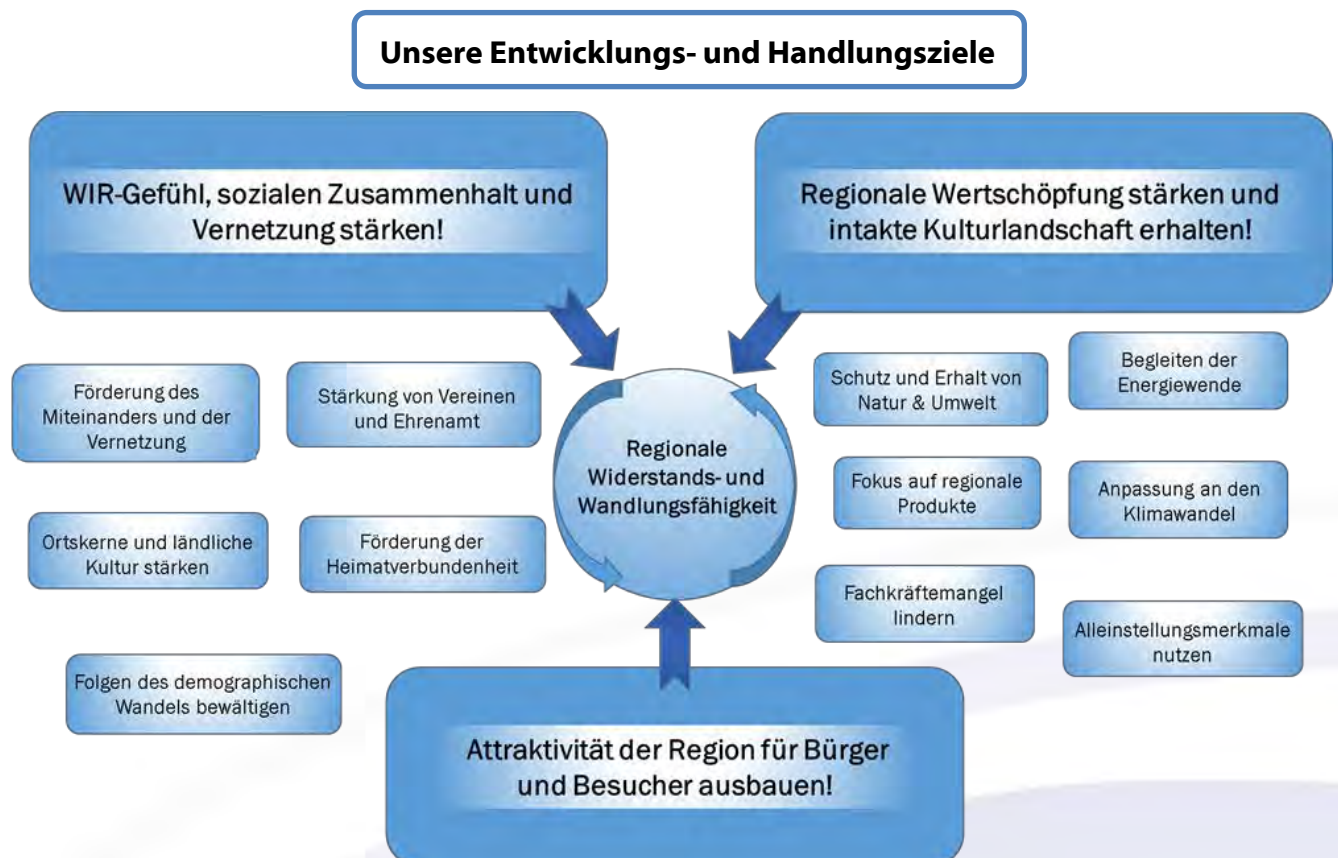 Unsere Entwicklungs- und Handlungsziele
WIR-Gefühl, sozialen Zusammenhalt und
Vernetzung stärken!
Regionale Wertschöpfung stärken und
intakte Kulturlandschaft erhalten!
Förderung des
Miteinanders und der
Vernetzung
Stärkung von Vereinen
und Ehrenamt
Ortskerne und ländliche
Kultur stärken
Förderung der
Heimatverbundenheit
Folgen des demographischen
Wandels bewältigen
Regionale
Widerstands- und
Wandlungsfähigkeit
Schutz und Erhalt von
Natur & Umwelt
Begleiten der
Energiewende
Fokus auf regionale
Produkte
Anpassung an den
Klimawandel
Fachkräftemangel
lindern
Alleinstellungsmerkmale
nutzen
Attraktivität der Region für Bürger
und Besucher ausbauen!